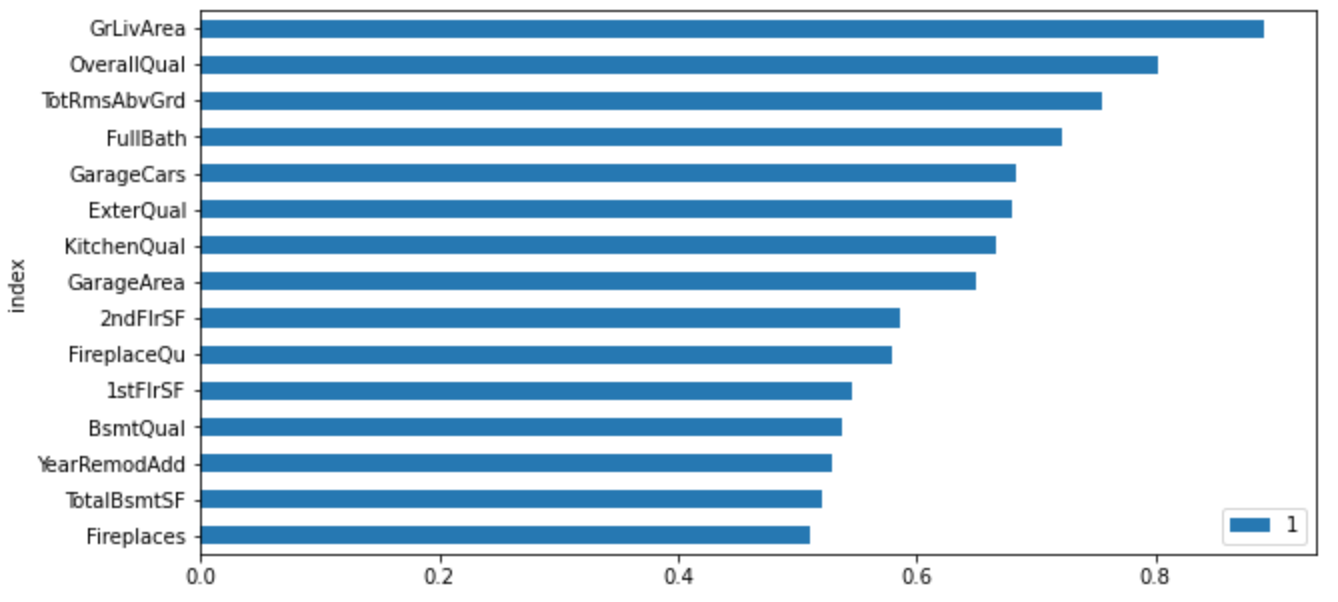 GrLivArea
OverallQual
TotRmsAbvGrd
FullBath
GarageCars
ExterQual
KitchenQual
GarageArea
2ndFlrSF
FireplaceQu
1stFlrSF
BsmtQual
YearRemodAdd
TotalBsmtSF
Fireplaces
index
1
0.0 0.2 0.4 0.6 0.8